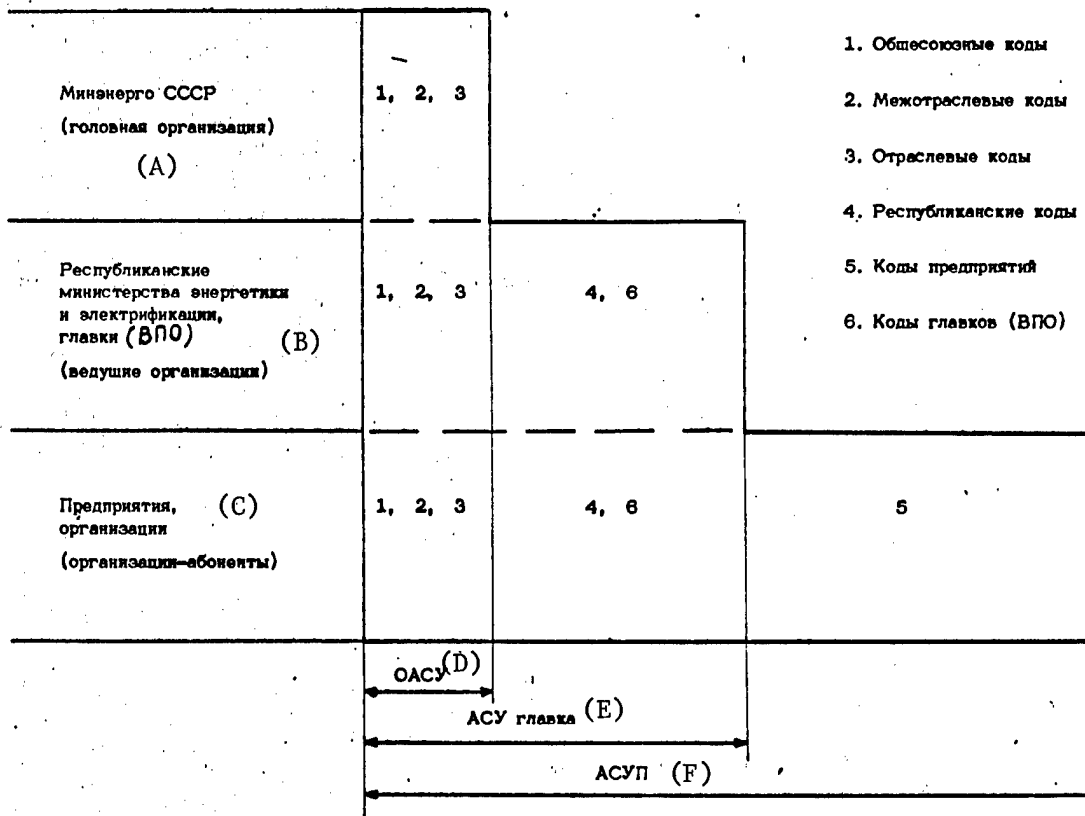 Минэнерго СССР
(головная организация)
(A)
1, 2, 3
Республиканские
министерства энергетики
и электрификации,
главки (ВПО)
(B)
(ведущие организации)
1, 2, 3
4, 6
Предприятия,
организации
(C)
(организации-абоненты)
1, 2, 3
4, 6
5
1. Общесоюзные коды
2. Межотраслевые коды
3. Отраслевые коды
4. Республиканские коды
5. Коды предприятий
6. Коды главков (ВПО)
ОАСУ (D)
АСУ главка (E)
АСУП (F)